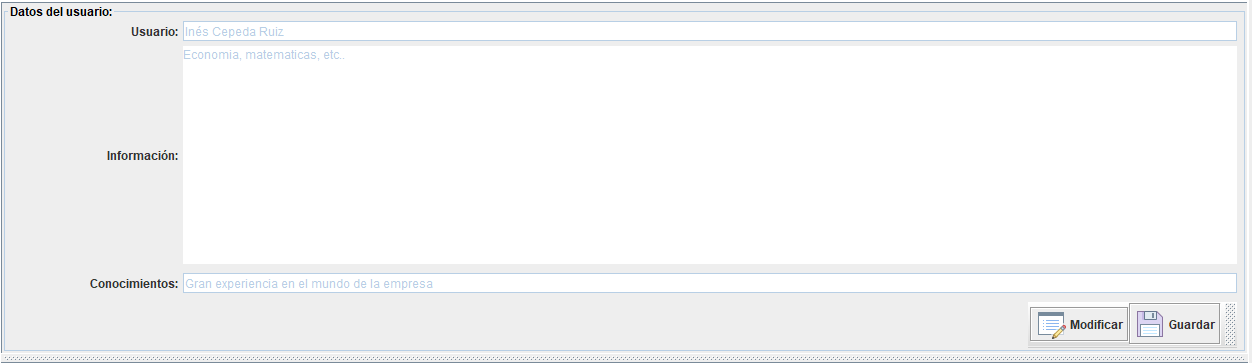 Datos del usuario:
Usuario: Inés Cepeda Ruiz
Economia, matematicas, etc..
Información:
Conocimientos: Gran experiencia en el mundo de la empresa
Modificar Guardar